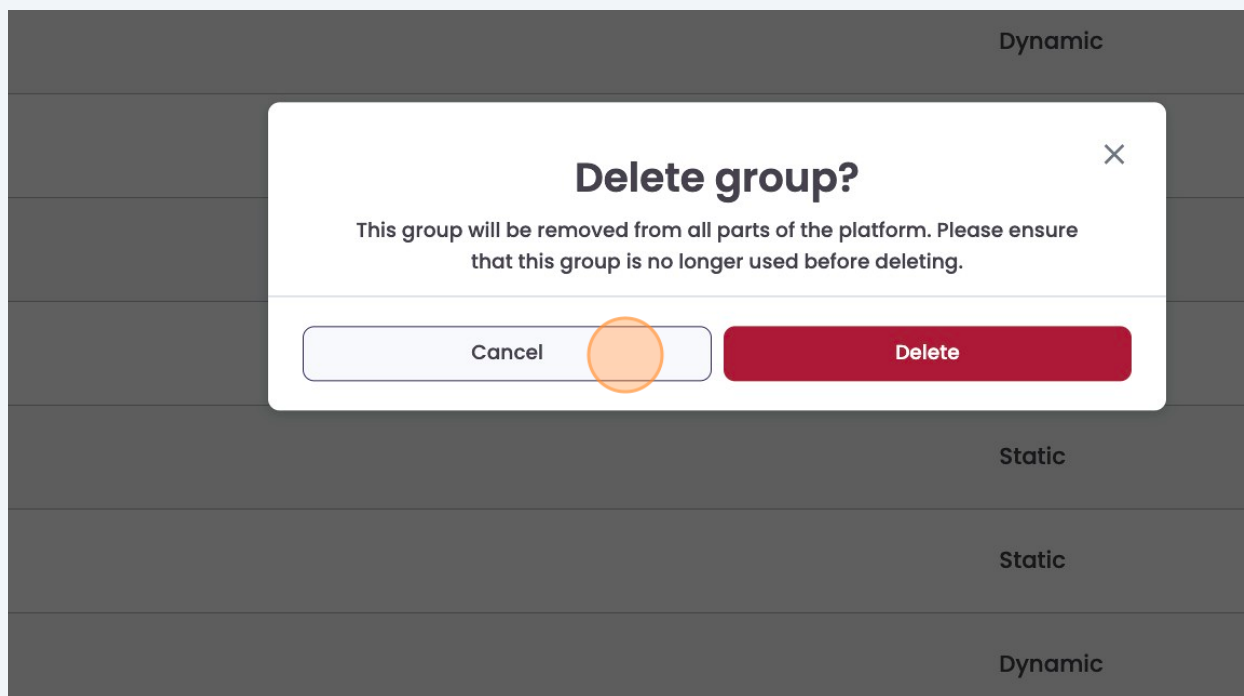 Dynamic
Delete group?
This group will be removed from all parts of the platform. Please ensure
that this group is no longer used before deleting.
Cancel
Delete
Static
Static
Dynamic